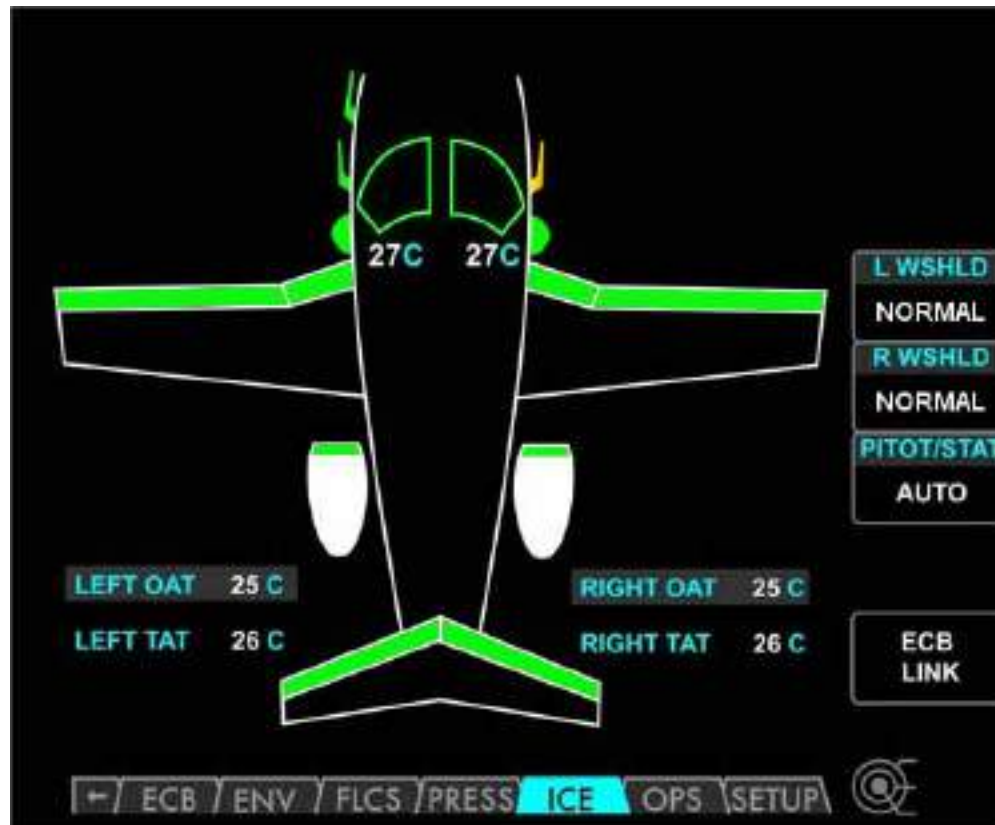 27C 27C
L WSHLD
NORMAL
R WSHLD
NORMAL
PITOT/STAT
AUTO
LEFT OAT 25 C
RIGHT OAT 25 C
LEFT TAT 26 C
RIGHT TAT 26 C
ECB
LINK
← ECB ENV FLCS PRESS ICE OPS SETUP